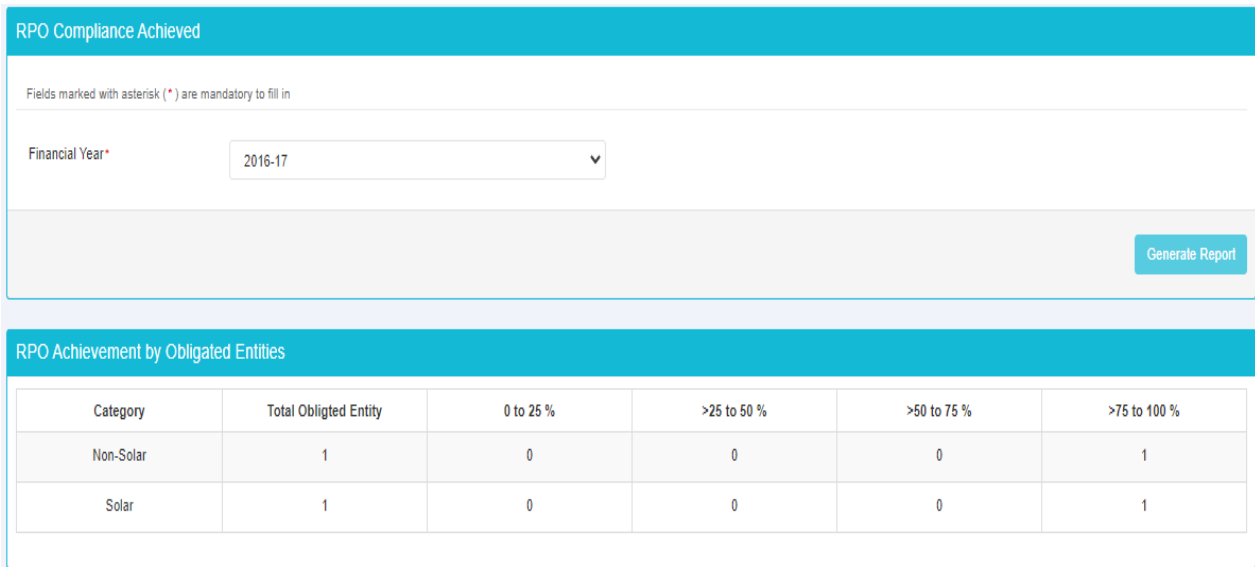 RPO Compliance Achieved
Fields marked with asterisk (*) are mandatory to fill in
Financial Year* 2016-17
Generate Report
RPO Achievement by Obligated Entities
Category Total Obligted Entity 0 to 25 % >25 to 50 % >50 to 75 % >75 to 100 %
Non-Solar 1 0 0 0 1
Solar 1 0 0 0 1